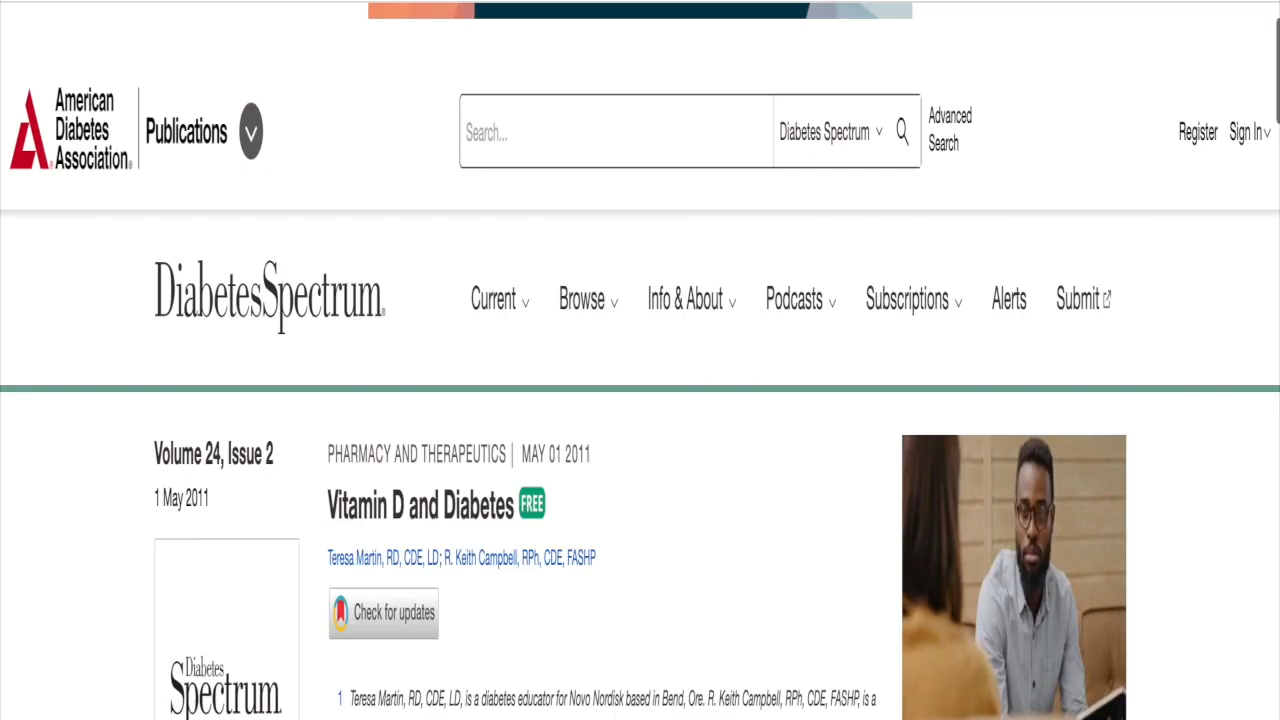 American
Diabetes
Association®
Publications
Search...
Diabetes Spectrum
Advanced
Search
Register
Sign In
DiabetesSpectrum®
Current
Browse
Info & About
Podcasts
Subscriptions
Alerts
Submit
Volume 24, Issue 2
1 May 2011
PHARMACY AND THERAPEUTICS | MAY 01 2011
Vitamin D and Diabetes FREE
Teresa Martin, RD, CDE, LD; R. Keith Campbell, RPh, CDE, FASHP
Check for updates
1 Teresa Martin, RD, CDE, LD, is a diabetes educator for Novo Nordisk based in Bend, Ore. R. Keith Campbell, RPh, CDE, FASHP, is a
Diabetes
Spectrum®